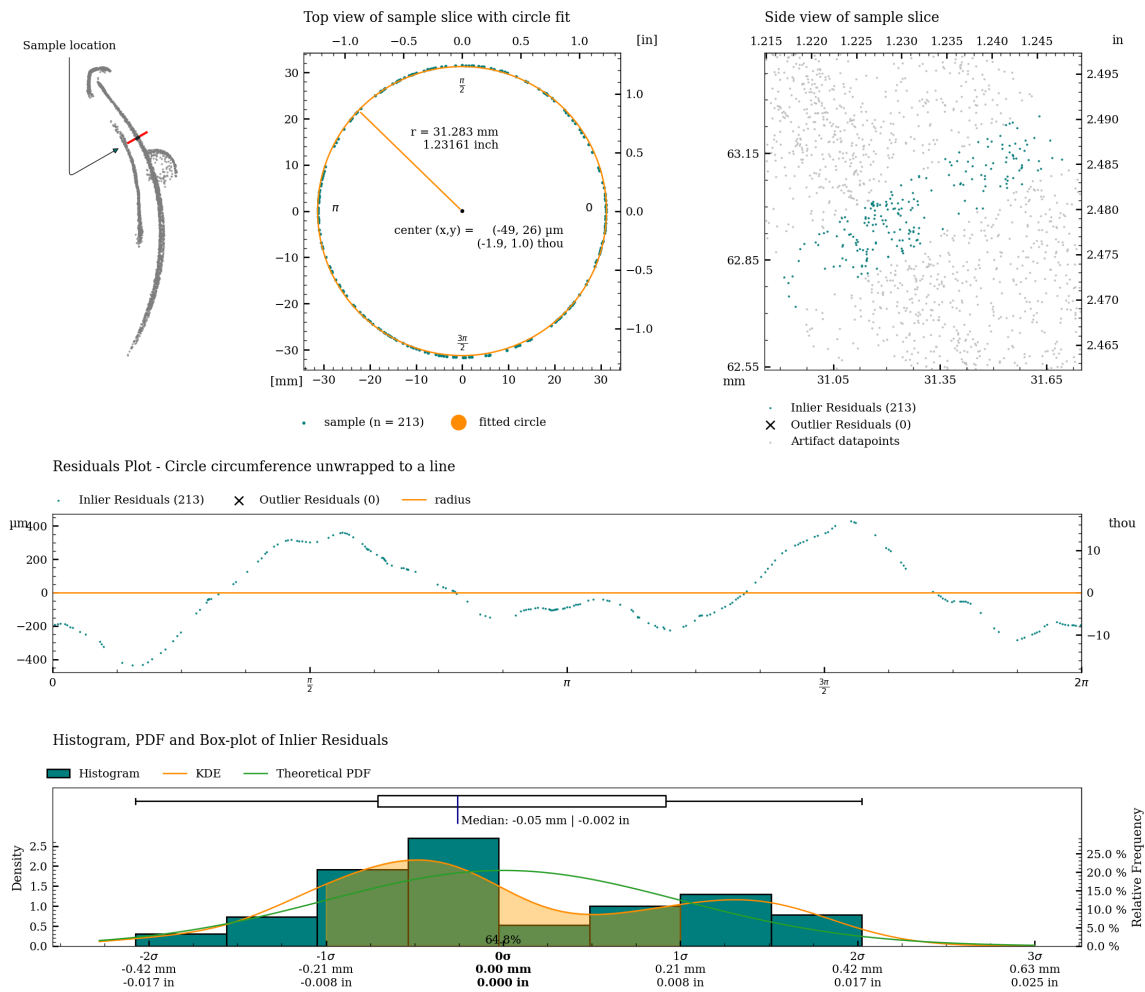 Sample location
Top view of sample slice with circle fit
−1.0 −0.5 0.0 0.5 1.0 [in]
30
20
10
0
−10
−20
−30
1.0
0.5
0.0
−0.5
−1.0
π/2
r = 31.283 mm
1.23161 inch
π
0
center (x,y) = (-49, 26) µm
(-1.9, 1.0) thou
3π/2
[mm] −30 −20 −10 0 10 20 30
sample (n = 213) fitted circle
Side view of sample slice
1.215 1.220 1.225 1.230 1.235 1.240 1.245 in
63.15
62.85
62.55
2.495
2.490
2.485
2.480
2.475
2.470
2.465
mm 31.05 31.35 31.65
Inlier Residuals (213)
Outlier Residuals (0)
Artifact datapoints
Residuals Plot - Circle circumference unwrapped to a line
Inlier Residuals (213) Outlier Residuals (0) radius
µm thou
400
200
0
−200
−400
10
0
−10
0 π/2 π 3π/2 2π
Histogram, PDF and Box-plot of Inlier Residuals
Histogram KDE Theoretical PDF
Median: -0.05 mm | -0.002 in
Density
2.5
2.0
1.5
1.0
0.5
0.0
Relative Frequency
25.0 %
20.0 %
15.0 %
10.0 %
5.0 %
0.0 %
64.8%
-2σ -1σ 0σ 1σ 2σ 3σ
-0.42 mm -0.21 mm 0.00 mm 0.21 mm 0.42 mm 0.63 mm
-0.017 in -0.008 in 0.000 in 0.008 in 0.017 in 0.025 in